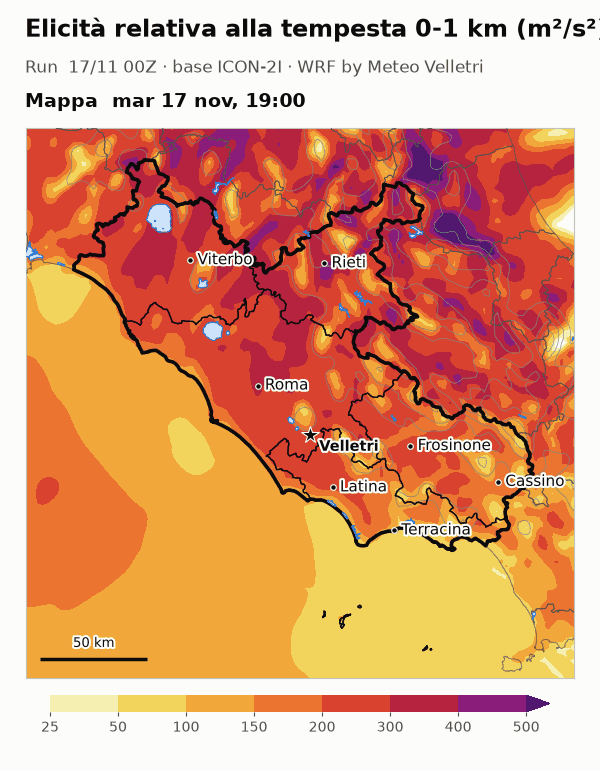 Elicità relativa alla tempesta 0-1 km (m²/s²)
Run 17/11 00Z · base ICON-2I · WRF by Meteo Velletri
Mappa mar 17 nov, 19:00
Viterbo
Rieti
Roma
Velletri
Frosinone
Latina
Cassino
Terracina
50 km
25 50 100 150 200 300 400 500